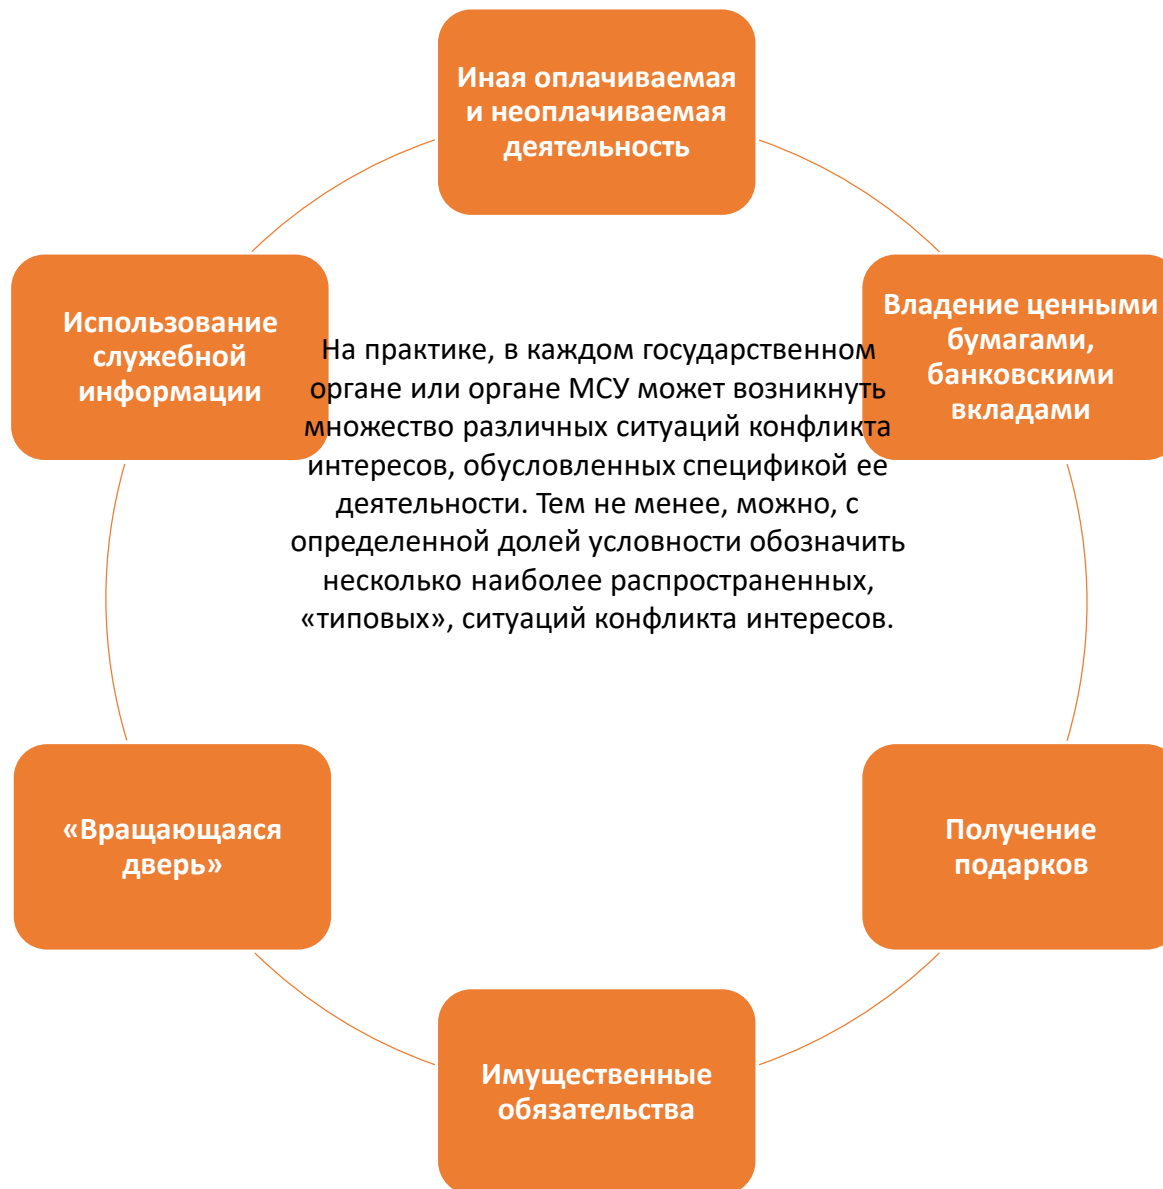 Иная оплачиваемая
и неоплачиваемая
деятельность
Владение ценными
бумагами,
банковскими
вкладами
Получение
подарков
Имущественные
обязательства
«Вращающаяся
дверь»
Использование
служебной
информации
На практике, в каждом государственном
органе или органе МСУ может возникнуть
множество различных ситуаций конфликта
интересов, обусловленных спецификой ее
деятельности. Тем не менее, можно, с
определенной долей условности обозначить
несколько наиболее распространенных,
«типовых», ситуаций конфликта интересов.